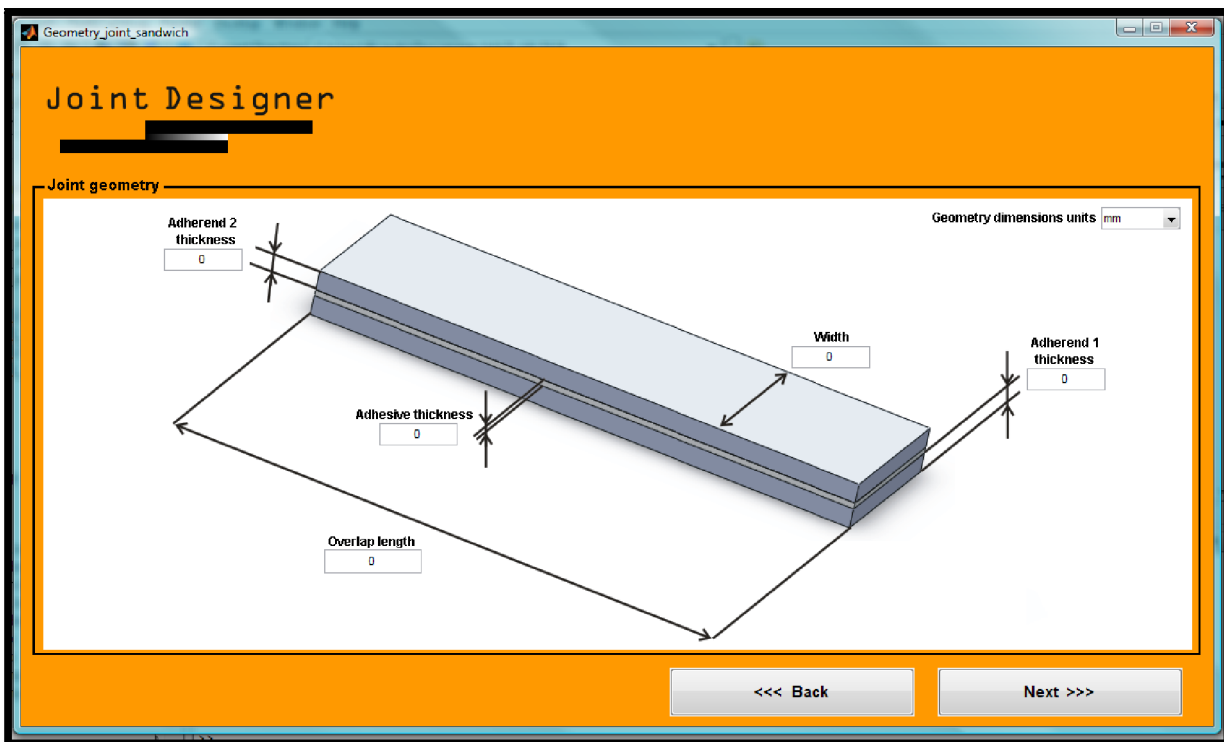 Geometry_joint_sandwich
Joint Designer
Joint geometry
Adherend 2
thickness
0
Geometry dimensions units mm
Width
0
Adherend 1
thickness
0
Adhesive thickness
0
Overlap length
0
<<< Back
Next >>>